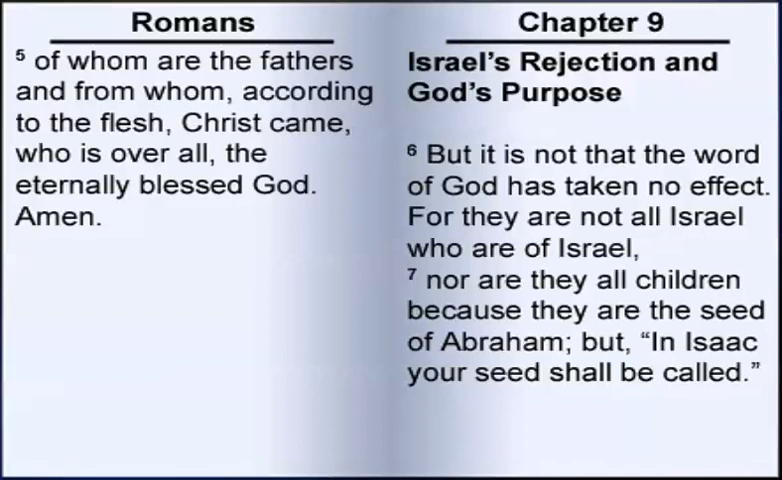 Romans
⁵ of whom are the fathers
and from whom, according
to the flesh, Christ came,
who is over all, the
eternally blessed God.
Amen.
Chapter 9
Israel’s Rejection and
God’s Purpose
⁶ But it is not that the word
of God has taken no effect.
For they are not all Israel
who are of Israel,
⁷ nor are they all children
because they are the seed
of Abraham; but, “In Isaac
your seed shall be called.”